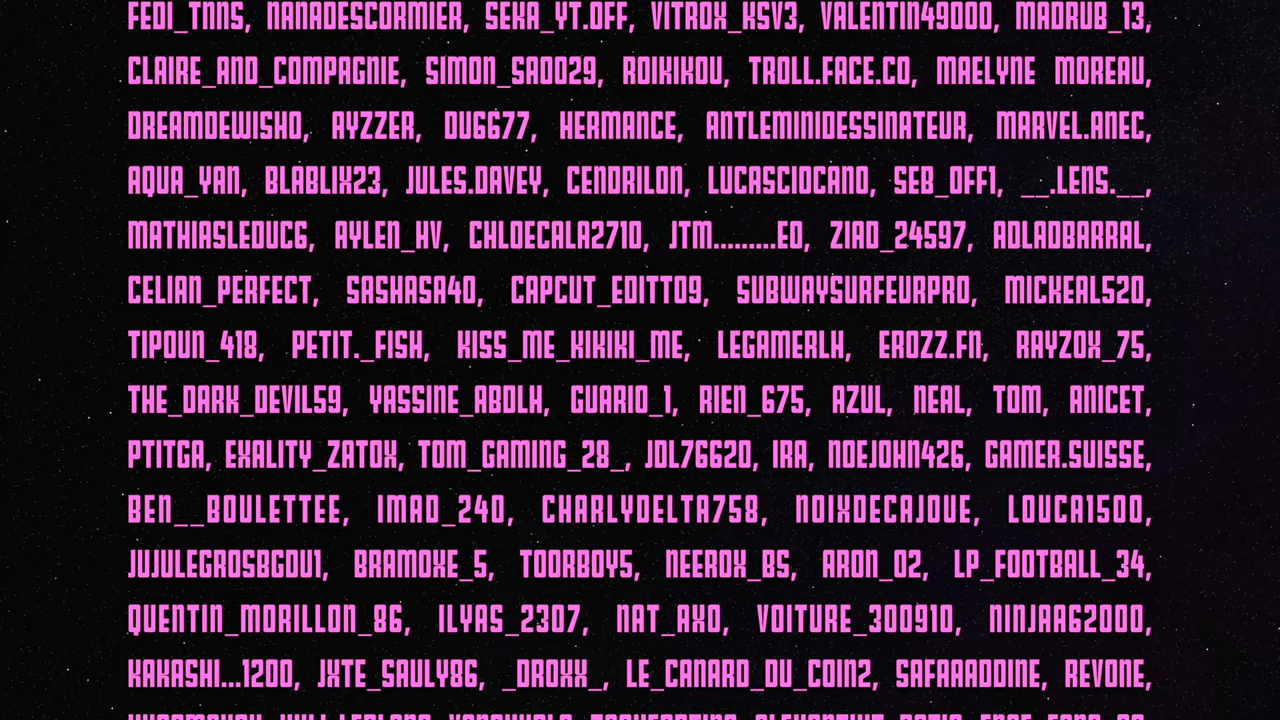 FEDI_TNNS, NANADESCORMIER, SEKA_YT.OFF, VITROX_KSV3, VALENTIN49000, MADRUB_13,
CLAIRE_AND_COMPAGNIE, SIMON_SA0029, ROIKIKOU, TROLL.FACE.CO, MAELYNE MOREAU,
DREAMDEWISHO, AYZZER, DU6677, HERMANCE, ANTLEMINIDESSINATEUR, MARVEL.ANEC,
AQUA_YAN, BLABLIX23, JULES.DAVEY, CENDRILON, LUCASCIOCANO, SEB_OFF1, __.LENS.__,
MATHIASLEDUC6, AYLEN_HV, CHLOECALA2710, JTM.........EO, ZIAD_24597, ADLADBARRAL,
CELIAN_PERFECT, SASHASA40, CAPCUT_EDITT09, SUBWAYSURFEURPRO, MICKEAL520,
TIPOUN_418, PETIT._FISH, KISS_ME_KIKIKI_ME, LEGAMERLH, EROZZ.FN, RAYZOX_75,
THE_DARK_DEVIL59, YASSINE_ABDLH, GUARIO_1, RIEN_675, AZUL, NEAL, TOM, ANICET,
PTITGA, EXALITY_ZATOX, TOM_GAMING_28_, JDL76620, IRA, NOEJOHN426, GAMER.SUISSE,
BEN__BOULETTEE, IMAD_240, CHARLYDELTA758, NOIXDECAJOUE, LOUCA1500,
JUJULEGROSBGDU1, BRAMOXE_5, TOORBOY5, NEEROX_BS, ARON_02, LP_FOOTBALL_34,
QUENTIN_MORILLON_86, ILYAS_2307, NAT_AXO, VOITURE_300910, NINJAA62000,
KAKASHI...1200, JXTE_SAULY86, _DROXX_, LE_CANARD_DU_COIN2, SAFAAADDINE, REVONE,